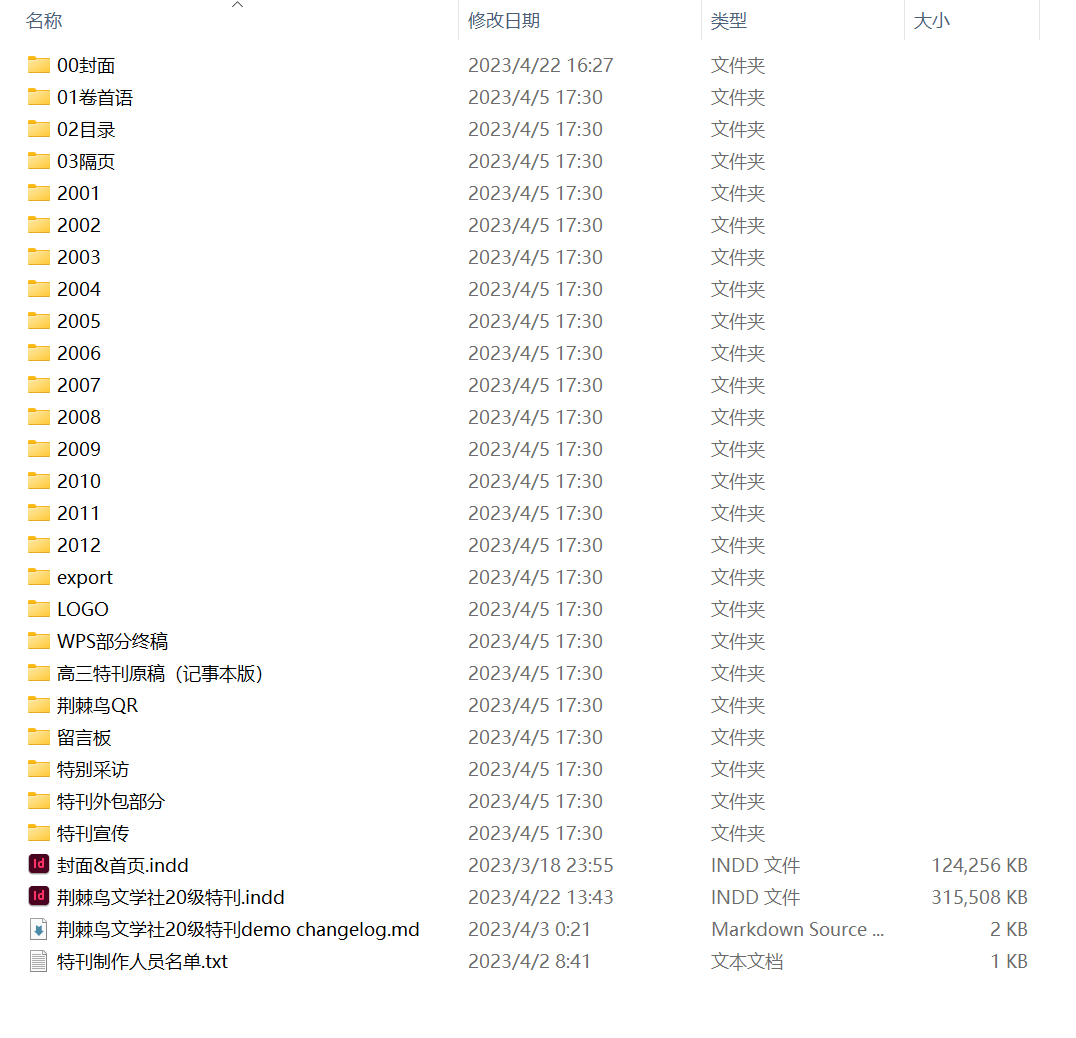 名称 修改日期 类型 大小
00封面 2023/4/22 16:27 文件夹
01卷首语 2023/4/5 17:30 文件夹
02目录 2023/4/5 17:30 文件夹
03隔页 2023/4/5 17:30 文件夹
2001 2023/4/5 17:30 文件夹
2002 2023/4/5 17:30 文件夹
2003 2023/4/5 17:30 文件夹
2004 2023/4/5 17:30 文件夹
2005 2023/4/5 17:30 文件夹
2006 2023/4/5 17:30 文件夹
2007 2023/4/5 17:30 文件夹
2008 2023/4/5 17:30 文件夹
2009 2023/4/5 17:30 文件夹
2010 2023/4/5 17:30 文件夹
2011 2023/4/5 17:30 文件夹
2012 2023/4/5 17:30 文件夹
export 2023/4/5 17:30 文件夹
LOGO 2023/4/5 17:30 文件夹
WPS部分终稿 2023/4/5 17:30 文件夹
高三特刊原稿（记事本版） 2023/4/5 17:30 文件夹
荆棘鸟QR 2023/4/5 17:30 文件夹
留言板 2023/4/5 17:30 文件夹
特别采访 2023/4/5 17:30 文件夹
特刊外包部分 2023/4/5 17:30 文件夹
特刊宣传 2023/4/5 17:30 文件夹
Id 封面&首页.indd 2023/3/18 23:55 INDD 文件 124,256 KB
Id 荆棘鸟文学社20级特刊.indd 2023/4/22 13:43 INDD 文件 315,508 KB
荆棘鸟文学社20级特刊demo changelog.md 2023/4/3 0:21 Markdown Source ... 2 KB
特刊制作人员名单.txt 2023/4/2 8:41 文本文档 1 KB